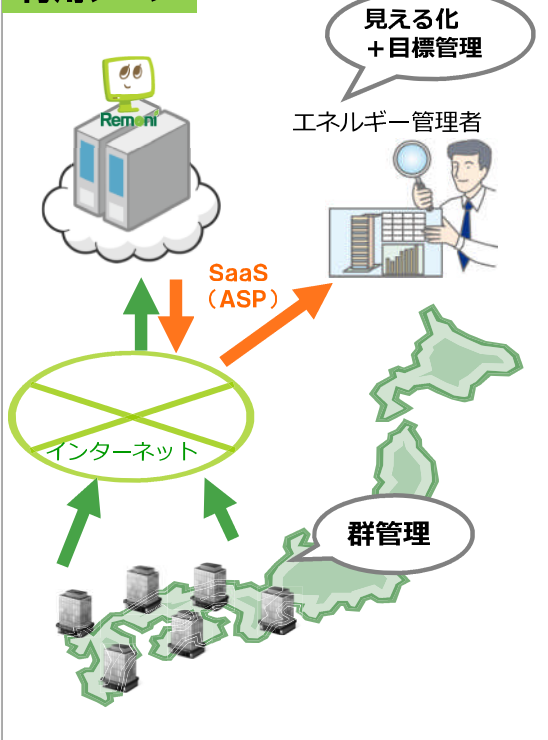 見える化
＋目標管理
Remoni
エネルギー管理者
SaaS
（ASP）
インターネット
群管理